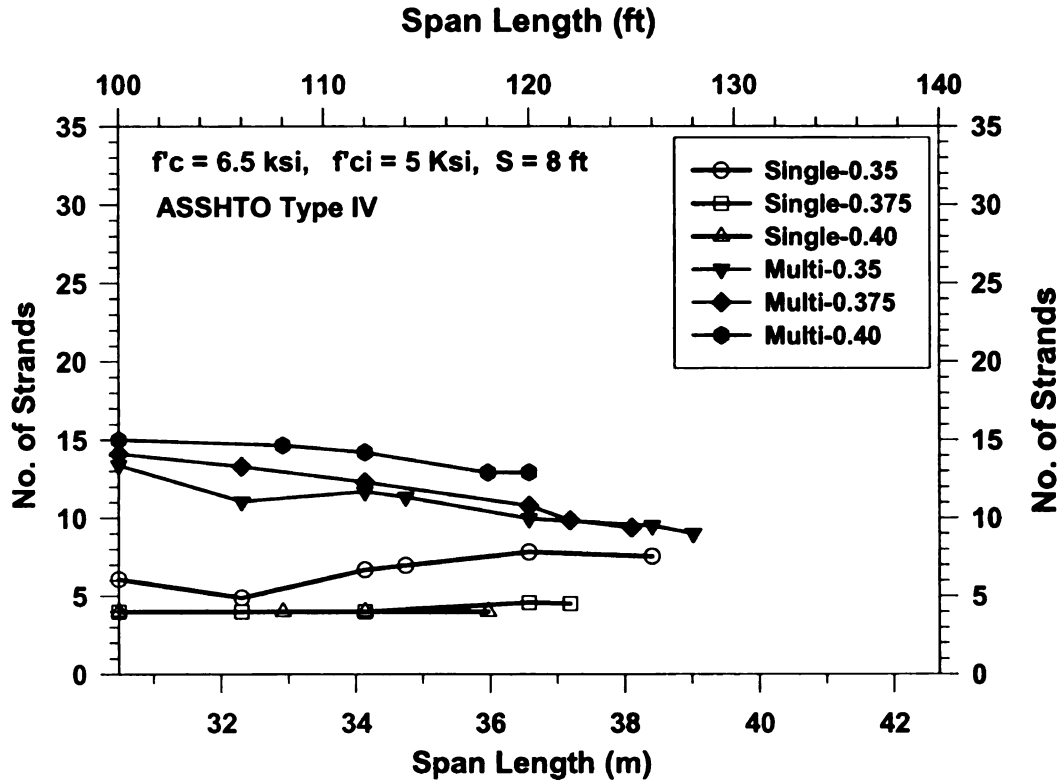 Span Length (ft)
100 110 120 130 140
f'c = 6.5 ksi, f'ci = 5 Ksi, S = 8 ft
ASSHTO Type IV
Single-0.35
Single-0.375
Single-0.40
Multi-0.35
Multi-0.375
Multi-0.40
No. of Strands
35 35
30 30
25 25
20 20
15 15
10 10
5 5
0 0
No. of Strands
32 34 36 38 40 42
Span Length (m)